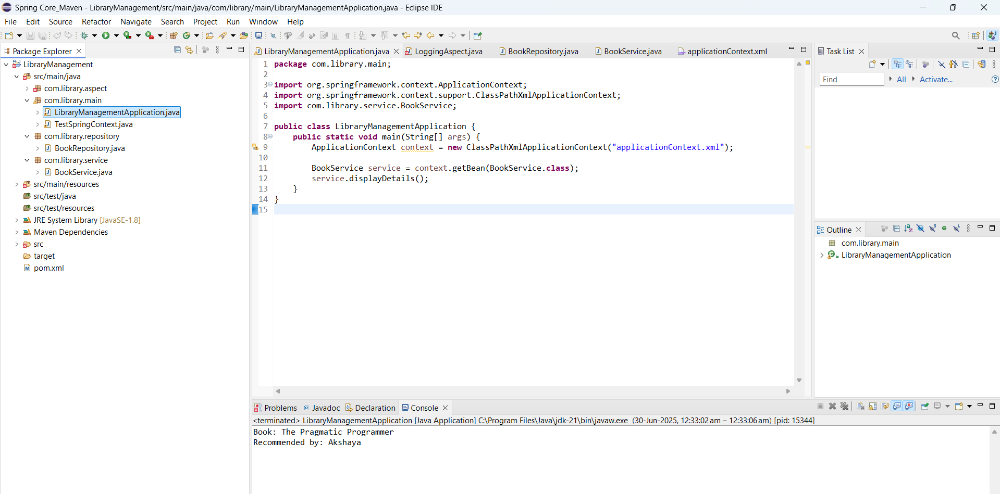 Spring Core_Maven - LibraryManagement/src/main/java/com/library/main/LibraryManagementApplication.java - Eclipse IDE
File Edit Source Refactor Navigate Search Project Run Window Help
Package Explorer
LibraryManagement
src/main/java
com.library.aspect
com.library.main
LibraryManagementApplication.java
TestSpringContext.java
com.library.repository
BookRepository.java
com.library.service
BookService.java
src/main/resources
src/test/java
src/test/resources
JRE System Library [JavaSE-1.8]
Maven Dependencies
src
target
pom.xml
LibraryManagementApplication.java LoggingAspect.java BookRepository.java BookService.java applicationContext.xml
1 package com.library.main;
2
3 import org.springframework.context.ApplicationContext;
4 import org.springframework.context.support.ClassPathXmlApplicationContext;
5 import com.library.service.BookService;
6
7 public class LibraryManagementApplication {
8     public static void main(String[] args) {
9         ApplicationContext context = new ClassPathXmlApplicationContext("applicationContext.xml");
10
11         BookService service = context.getBean(BookService.class);
12         service.displayDetails();
13     }
14 }
15
Task List
Find All Activate...
Outline
com.library.main
LibraryManagementApplication
Problems @ Javadoc Declaration Console
<terminated> LibraryManagementApplication [Java Application] C:\Program Files\Java\jdk-21\bin\javaw.exe (30-Jun-2025, 12:33:02 am – 12:33:06 am) [pid: 15344]
Book: The Pragmatic Programmer
Recommended by: Akshaya